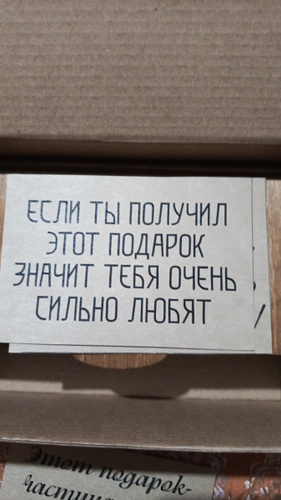 ЕСЛИ ТЫ ПОЛУЧИЛ
ЭТОТ ПОДАРОК
ЗНАЧИТ ТЕБЯ ОЧЕНЬ
СИЛЬНО ЛЮБЯТ
Этот подарок-